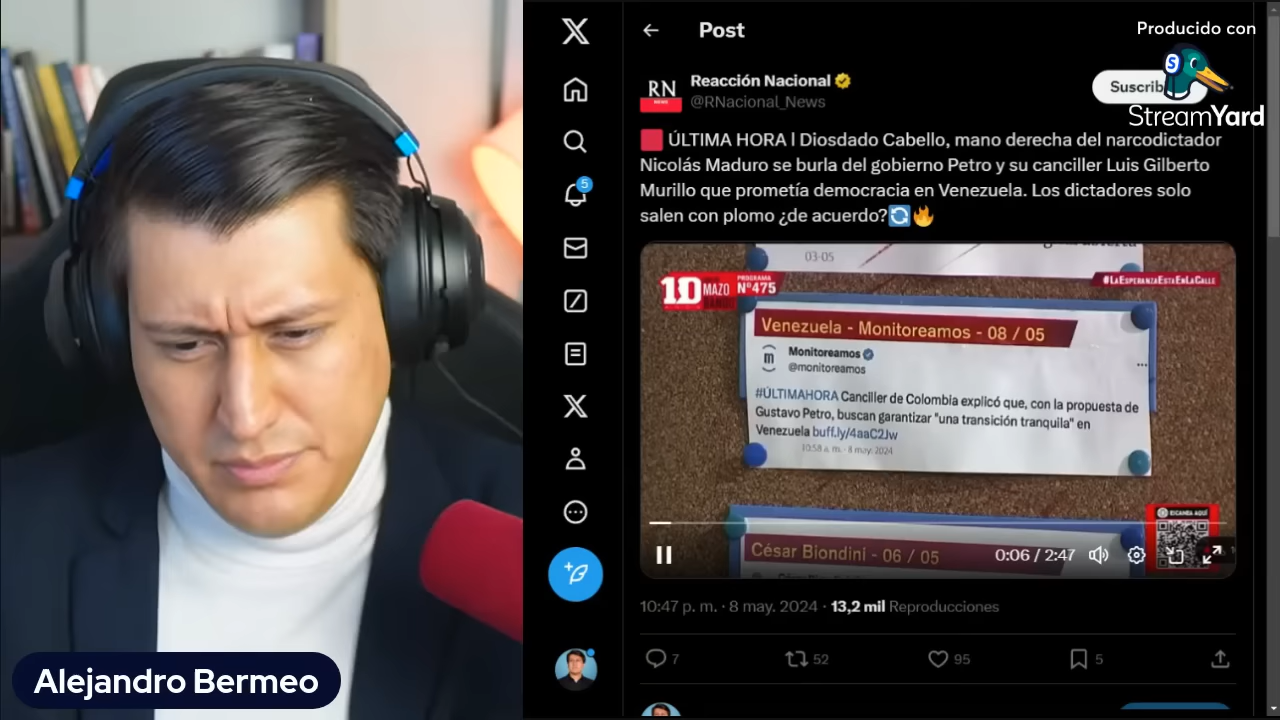 Producido con
StreamYard
Post
RN
NEWS
Reacción Nacional
@RNacional_News
Suscrib
ÚLTIMA HORA | Diosdado Cabello, mano derecha del narcodictador
Nicolás Maduro se burla del gobierno Petro y su canciller Luis Gilberto
Murillo que prometía democracia en Venezuela. Los dictadores solo
salen con plomo ¿de acuerdo?
5
03-05
10 MAZO
PROGRAMA
Nº475
#LAESPERANZAESTAENLACALLE
Venezuela - Monitoreamos - 08 / 05
m
Monitoreamos
@monitoreamos
#ÚLTIMAHORA Canciller de Colombia explicó que, con la propuesta de
Gustavo Petro, buscan garantizar "una transición tranquila" en
Venezuela buff.ly/4aaC2Jw
10:58 a. m. · 8 may. 2024
César Biondini - 06 / 05
ESCANEA AQUÍ
0:06 / 2:47
10:47 p. m. · 8 may. 2024 · 13,2 mil Reproducciones
7
52
95
5
Alejandro Bermeo